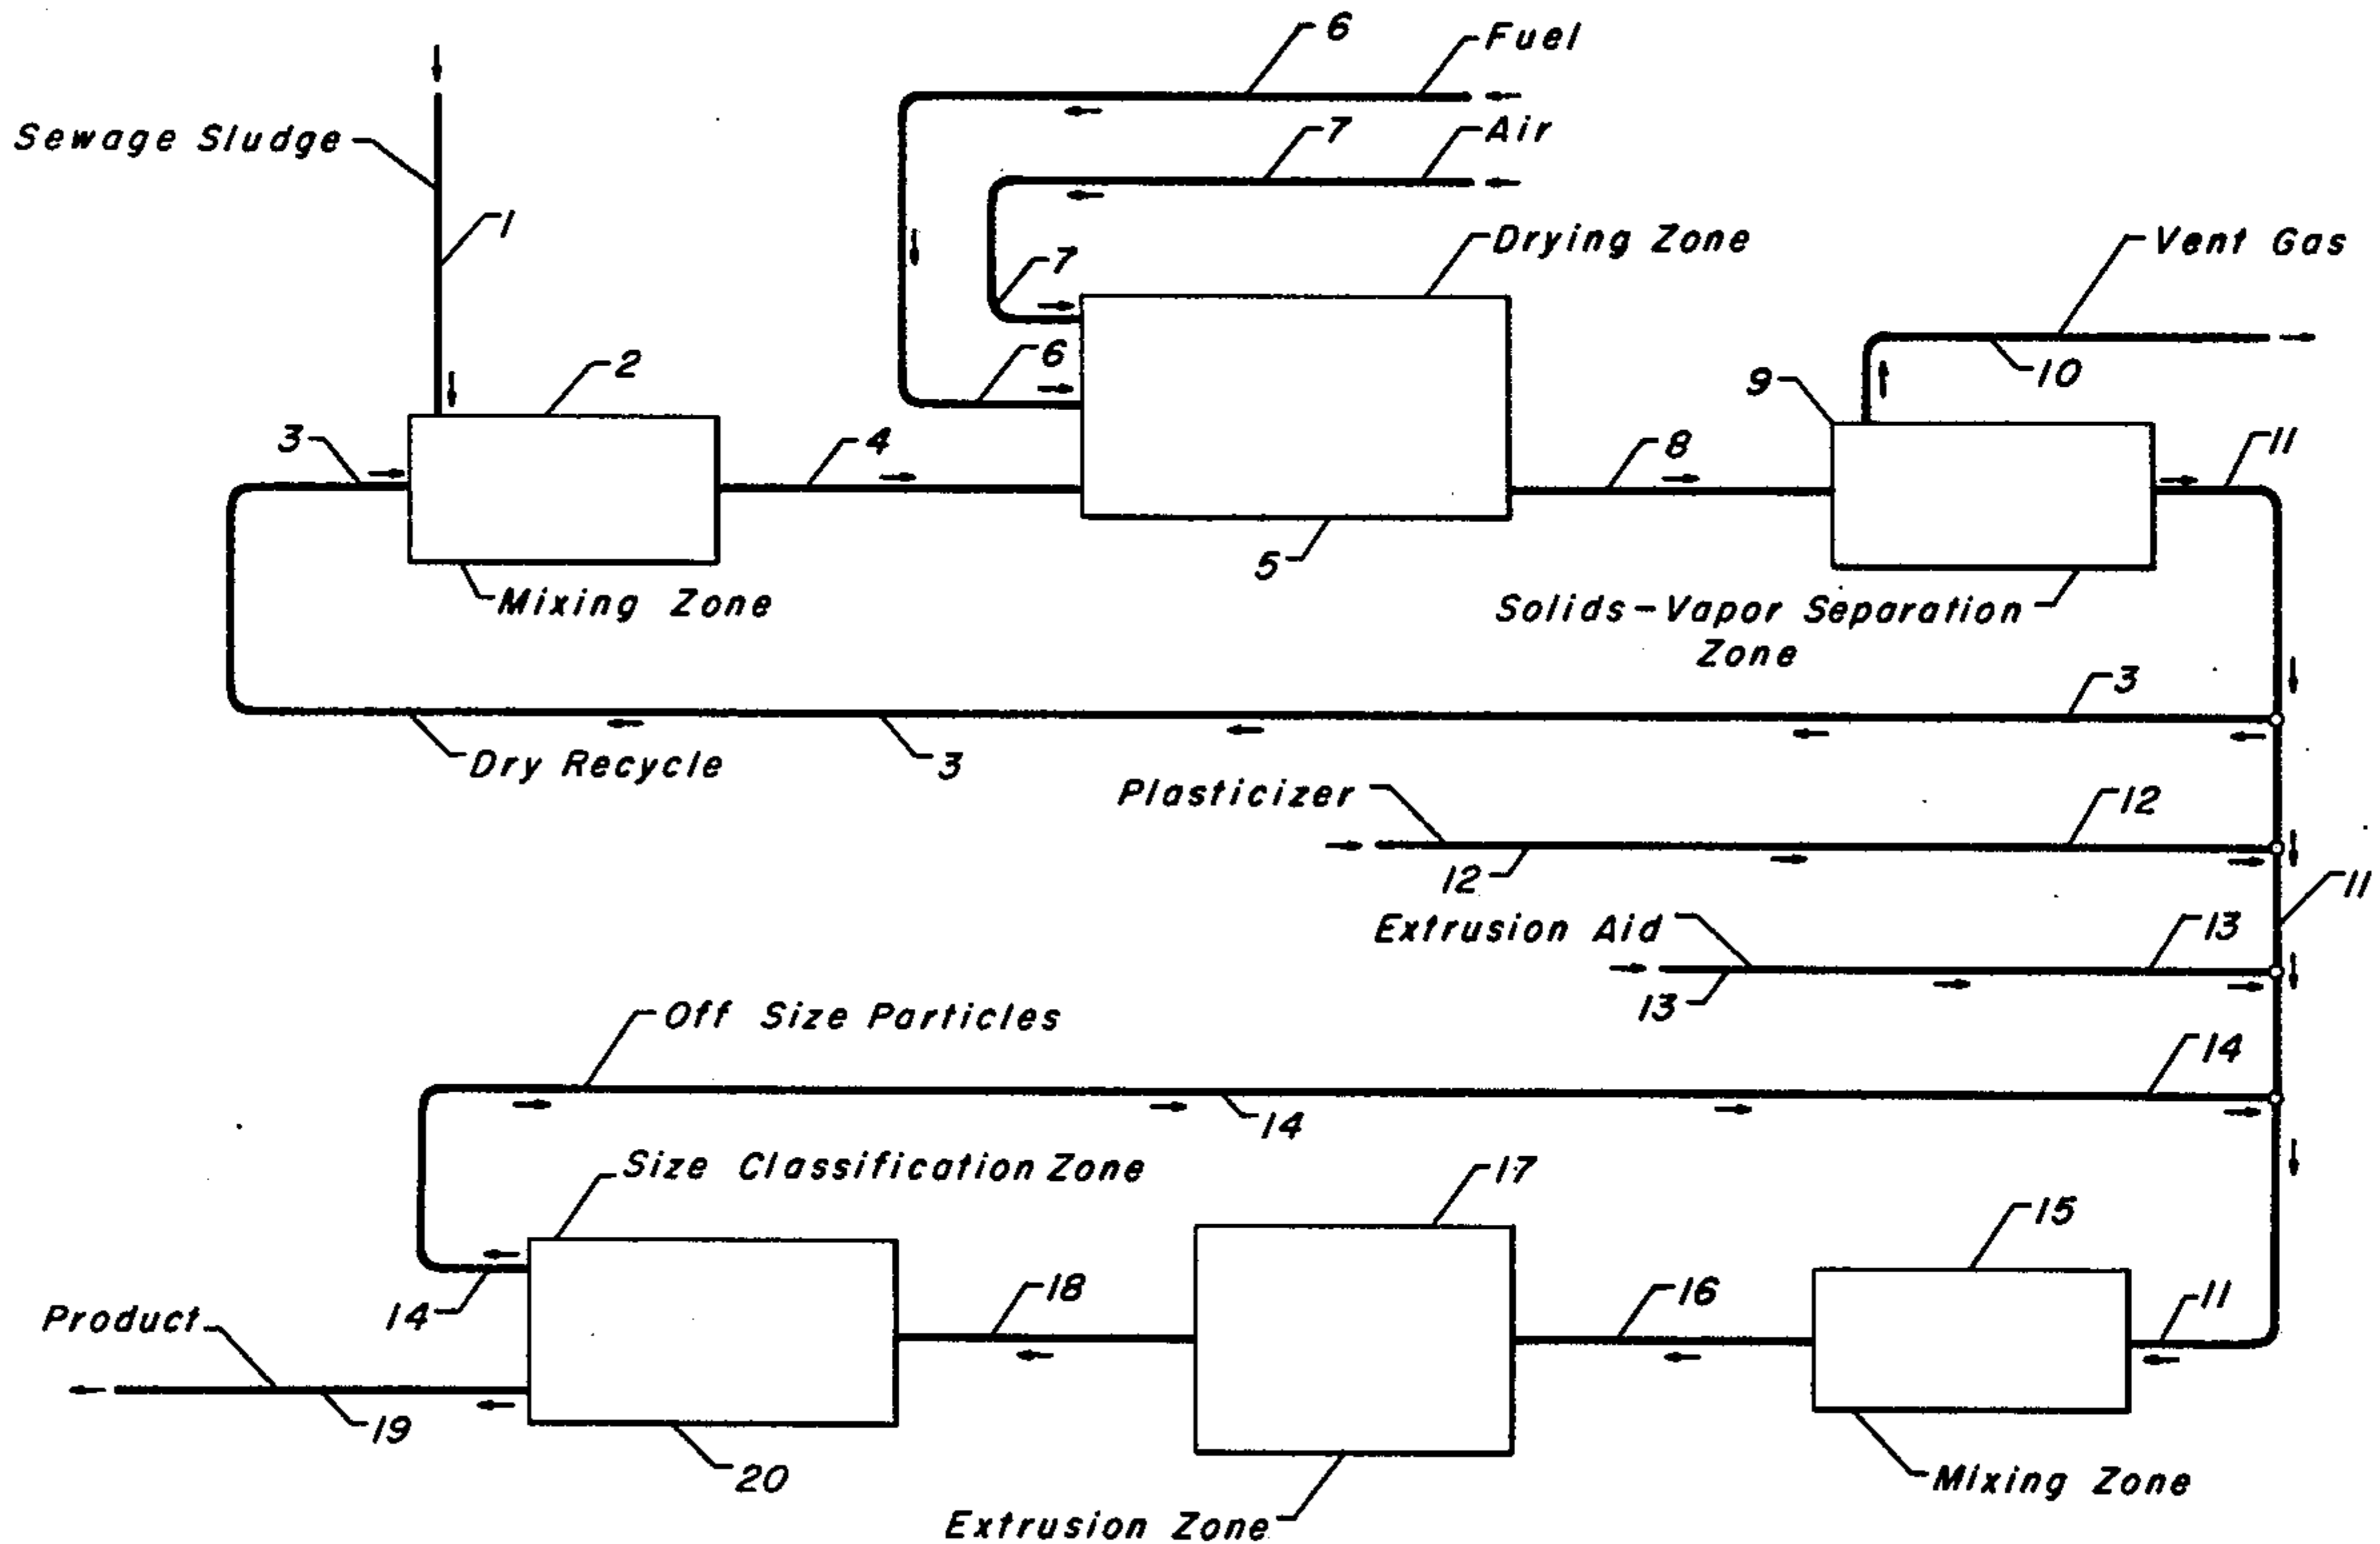 6
Fuel
Sewage Sludge
7
Air
1
Drying Zone
7
Vent Gas
2
6
9
10
3
4
8
11
5
Mixing Zone
Solids-Vapor Separation
Zone
3
Dry Recycle
3
Plasticizer
12
12
11
Extrusion Aid
13
13
Off Size Particles
14
14
Size Classification Zone
17
15
14
18
16
11
Product
19
20
Mixing Zone
Extrusion Zone